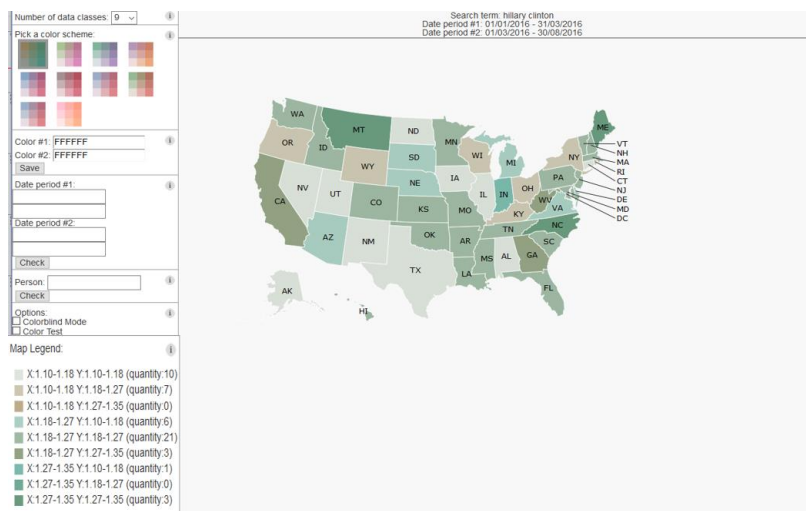 Number of data classes: 9
Pick a color scheme:
Color #1: FFFFFF
Color #2: FFFFFF
Save
Date period #1:
Date period #2:
Check
Person:
Check
Options:
Colorblind Mode
Color Test
Map Legend:
X:1.10-1.18 Y:1.10-1.18 (quantity:10)
X:1.10-1.18 Y:1.18-1.27 (quantity:7)
X:1.10-1.18 Y:1.27-1.35 (quantity:0)
X:1.18-1.27 Y:1.10-1.18 (quantity:6)
X:1.18-1.27 Y:1.18-1.27 (quantity:21)
X:1.18-1.27 Y:1.27-1.35 (quantity:3)
X:1.27-1.35 Y:1.10-1.18 (quantity:1)
X:1.27-1.35 Y:1.18-1.27 (quantity:0)
X:1.27-1.35 Y:1.27-1.35 (quantity:3)
Search term: hillary clinton
Date period #1: 01/01/2016 - 31/03/2016
Date period #2: 01/03/2016 - 30/08/2016
WA MT ND MN ME
OR ID SD WI MI NY VT
WY NH
MA
NE IA PA RI
NV UT IL IN OH CT
CA CO KS MO KY WV VA NJ
DE
MD
DC
AZ NM OK AR TN NC
SC
TX LA MS AL GA
AK HI FL